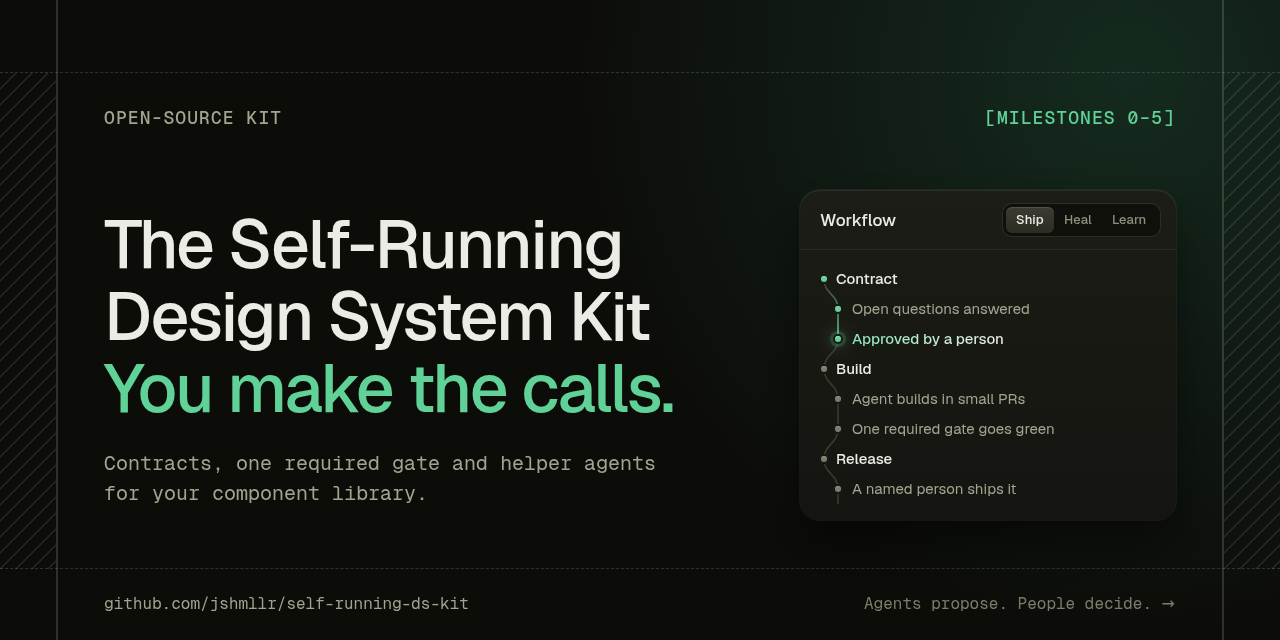 OPEN-SOURCE KIT
[MILESTONES 0-5]
The Self-Running
Design System Kit
You make the calls.
Contracts, one required gate and helper agents
for your component library.
Workflow
Ship Heal Learn
Contract
Open questions answered
Approved by a person
Build
Agent builds in small PRs
One required gate goes green
Release
A named person ships it
github.com/jshmllr/self-running-ds-kit
Agents propose. People decide. →